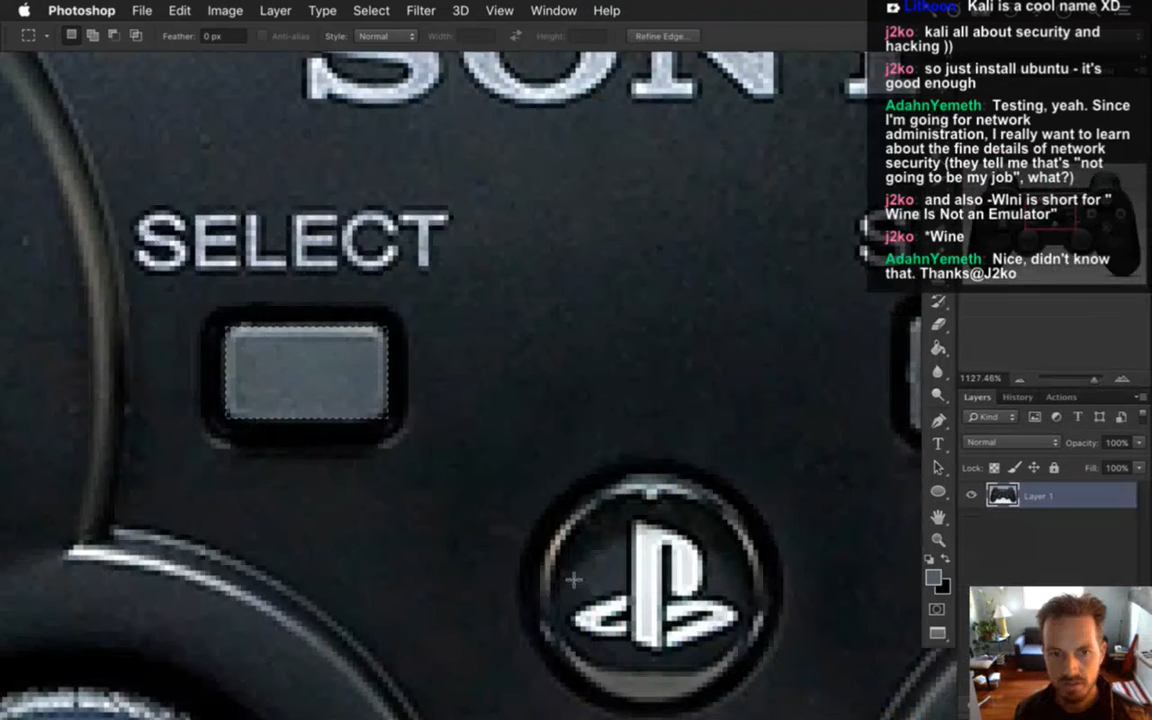 Photoshop File Edit Image Layer Type Select Filter 3D View Window Help
Feather: 0 px Anti-alias Style: Normal Width: Height: Refine Edge...
Lithoon: Kali is a cool name XD
j2ko: kali all about security and
hacking ))
j2ko: so just install ubuntu - it's
good enough
AdahnYemeth: Testing, yeah. Since
I'm going for network
administration, I really want to learn
about the fine details of network
security (they tell me that's "not
going to be my job", what?)
j2ko: and also -WIni is short for "
Wine Is Not an Emulator"
j2ko: *Wine
AdahnYemeth: Nice, didn't know
that. Thanks@J2ko
SON
SELECT
S
1127.46%
Layers History Actions
Kind
Normal Opacity: 100%
Lock: Fill: 100%
Layer 1